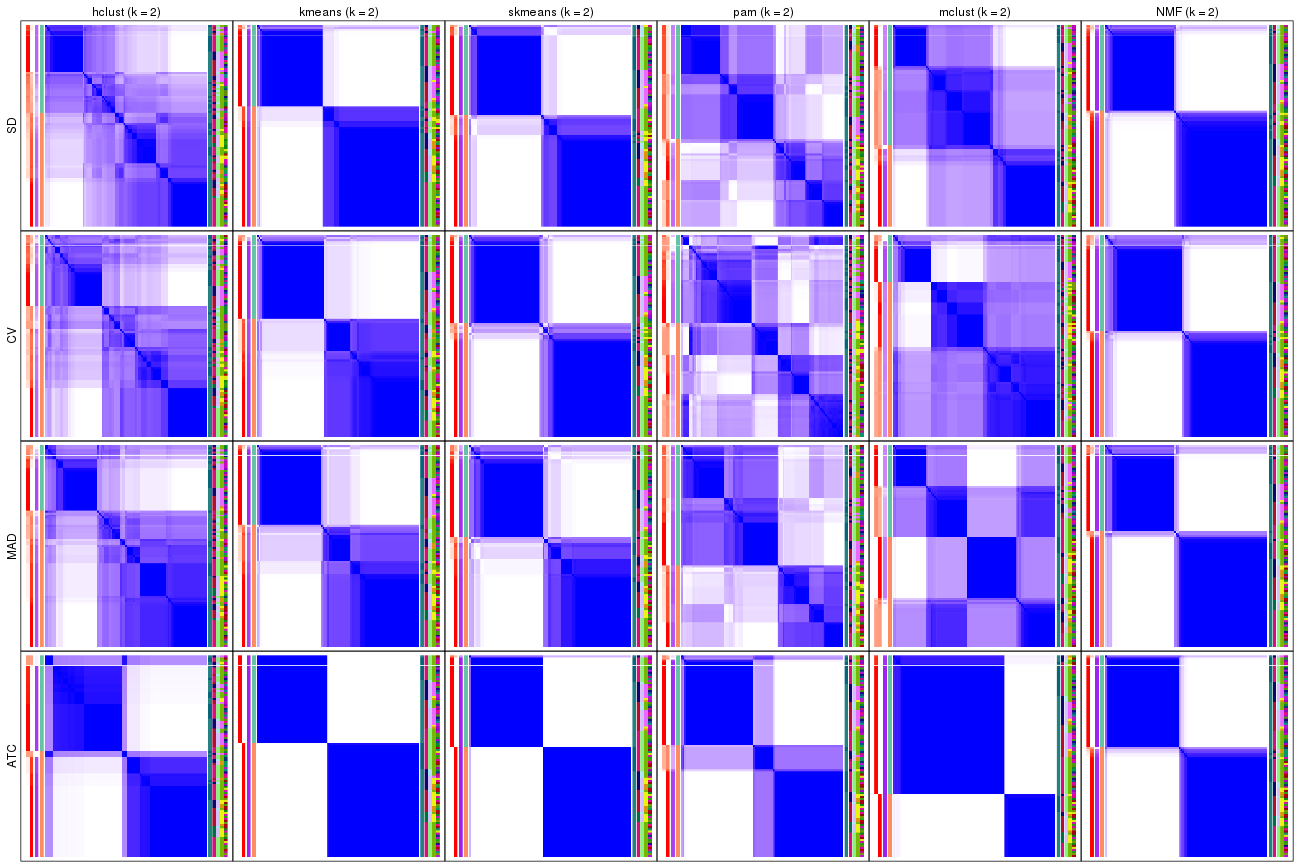 hclust (k = 2)
kmeans (k = 2)
skmeans (k = 2)
pam (k = 2)
mclust (k = 2)
NMF (k = 2)
SD
CV
MAD
ATC